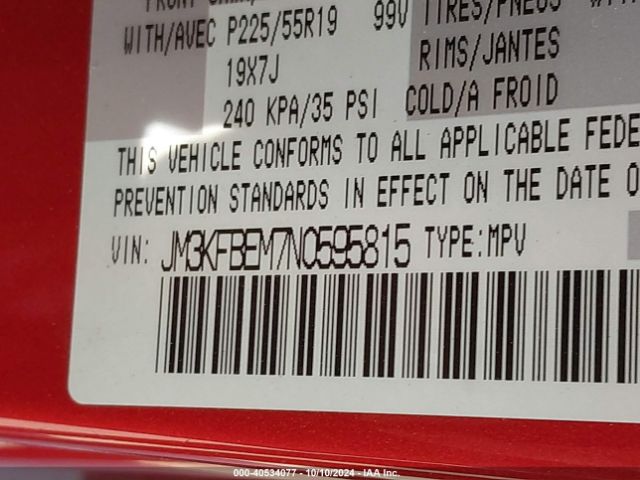 WITH/AVEC P225/55R19 99V TIRES/PNEUS
19X7J RIMS/JANTES
240 KPA/35 PSI COLD/A FROID
THIS VEHICLE CONFORMS TO ALL APPLICABLE FEDE
PREVENTION STANDARDS IN EFFECT ON THE DATE O
VIN: JM3KFBEM7N0595815 TYPE:MPV
000-40534077 - 10/10/2024 - IAA Inc.